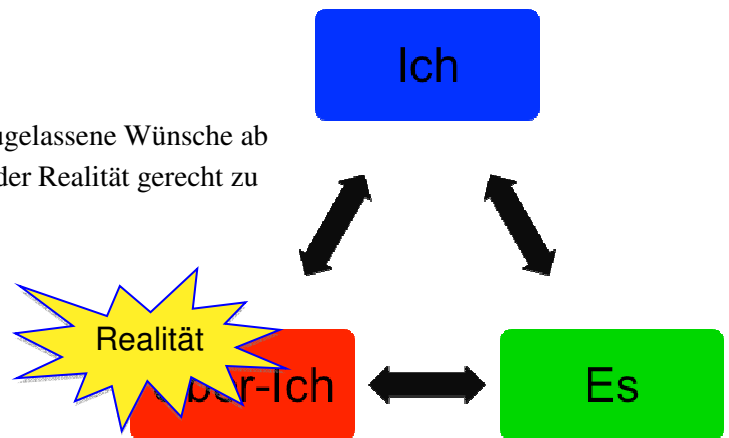 Ich
ugelassene Wünsche ab
der Realität gerecht zu
Realität
ber-Ich
Es